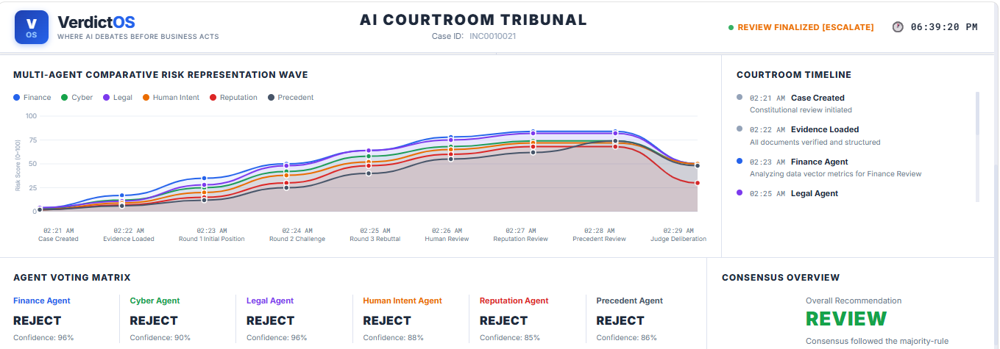 V
OS
VerdictOS
WHERE AI DEBATES BEFORE BUSINESS ACTS
AI COURTROOM TRIBUNAL
Case ID: INC0010021
REVIEW FINALIZED [ESCALATE]
06:39:20 PM
MULTI-AGENT COMPARATIVE RISK REPRESENTATION WAVE
Finance Cyber Legal Human Intent Reputation Precedent
Risk Score (0–100)
100
75
50
25
0
02:21 AM 02:22 AM 02:23 AM 02:24 AM 02:25 AM 02:26 AM 02:27 AM 02:28 AM 02:29 AM
Case Created Evidence Loaded Round 1 Initial Position Round 2 Challenge Round 3 Rebuttal Human Review Reputation Review Precedent Review Judge Deliberation
COURTROOM TIMELINE
02:21 AM Case Created
Constitutional review initiated
02:22 AM Evidence Loaded
All documents verified and structured
02:23 AM Finance Agent
Analyzing data vector metrics for Finance Review
02:25 AM Legal Agent
AGENT VOTING MATRIX
Finance Agent Cyber Agent Legal Agent Human Intent Agent Reputation Agent Precedent Agent
REJECT REJECT REJECT REJECT REJECT REJECT
Confidence: 96% Confidence: 90% Confidence: 96% Confidence: 88% Confidence: 85% Confidence: 86%
CONSENSUS OVERVIEW
Overall Recommendation
REVIEW
Consensus followed the majority-rule